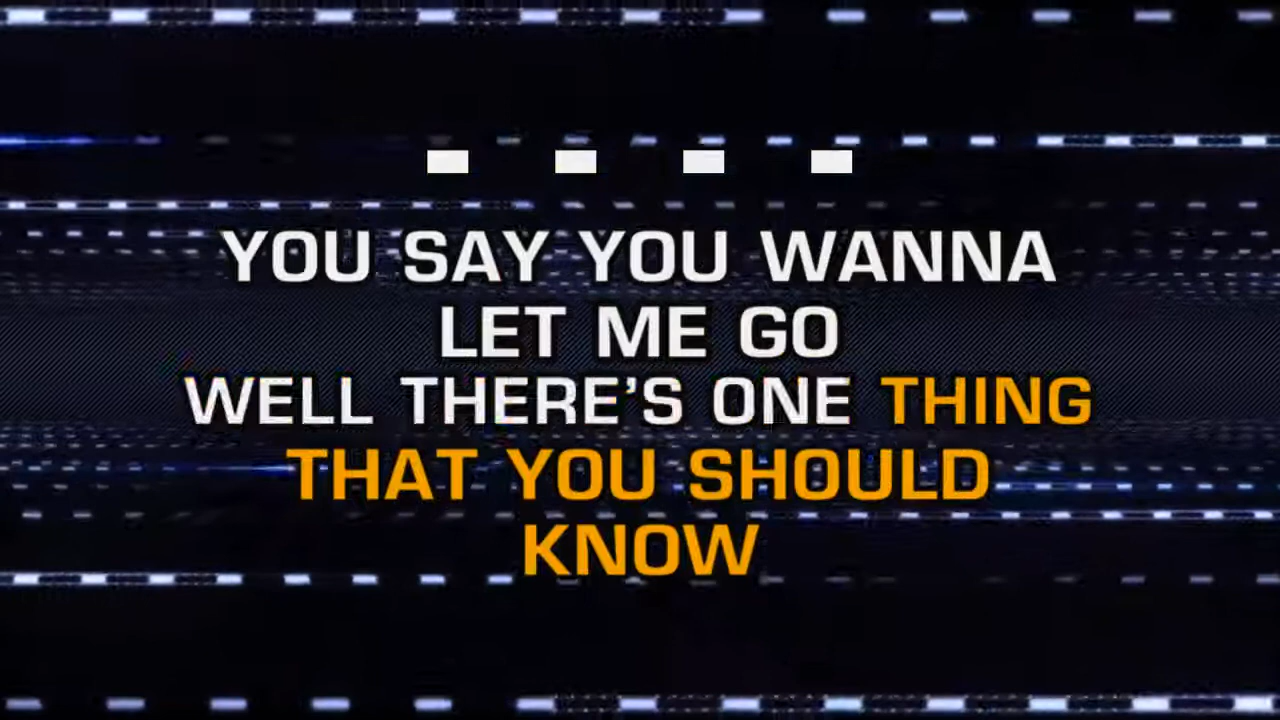 YOU SAY YOU WANNA
LET ME GO
WELL THERE’S ONE THING
THAT YOU SHOULD
KNOW